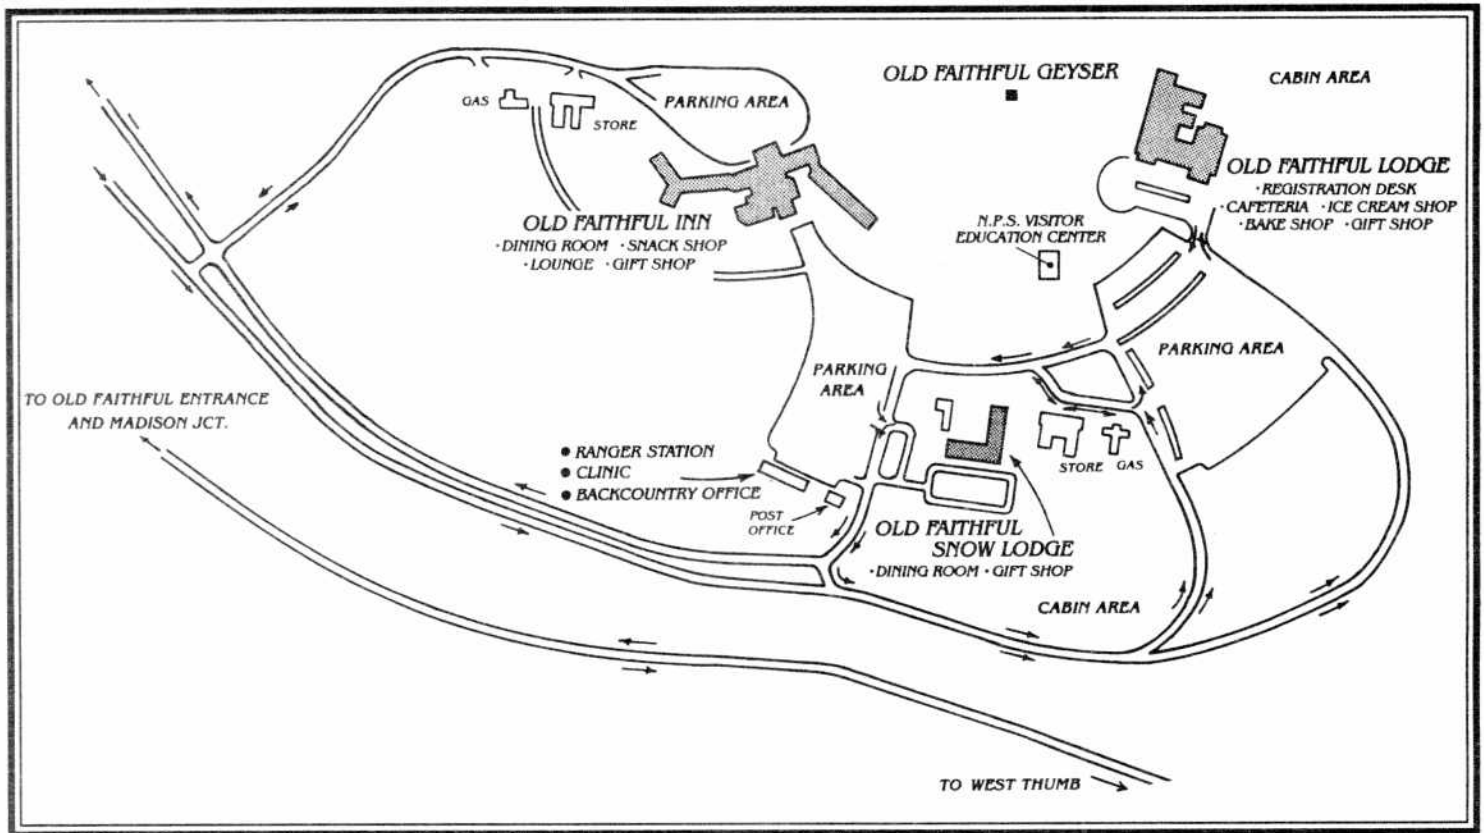 OLD FAITHFUL GEYSER
CABIN AREA
GAS
STORE
PARKING AREA
OLD FAITHFUL LODGE
·REGISTRATION DESK
·CAFETERIA ·ICE CREAM SHOP
·BAKE SHOP ·GIFT SHOP
OLD FAITHFUL INN
·DINING ROOM ·SNACK SHOP
·LOUNGE ·GIFT SHOP
N.P.S. VISITOR
EDUCATION CENTER
PARKING AREA
PARKING
AREA
TO OLD FAITHFUL ENTRANCE
AND MADISON JCT.
● RANGER STATION
● CLINIC
● BACKCOUNTRY OFFICE
STORE
GAS
POST
OFFICE
OLD FAITHFUL
SNOW LODGE
·DINING ROOM ·GIFT SHOP
CABIN AREA
TO WEST THUMB